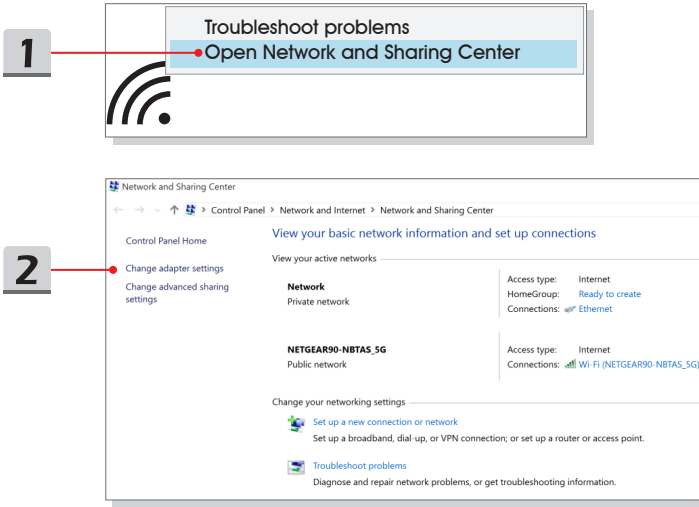 1
Troubleshoot problems
Open Network and Sharing Center
2
Network and Sharing Center
Control Panel > Network and Internet > Network and Sharing Center
Control Panel Home
Change adapter settings
Change advanced sharing
settings
View your basic network information and set up connections
View your active networks
Network
Private network
Access type: Internet
HomeGroup: Ready to create
Connections: Ethernet
NETGEAR90-NBTAS_5G
Public network
Access type: Internet
Connections: Wi-Fi (NETGEAR90-NBTAS_5G)
Change your networking settings
Set up a new connection or network
Set up a broadband, dial-up, or VPN connection; or set up a router or access point.
Troubleshoot problems
Diagnose and repair network problems, or get troubleshooting information.